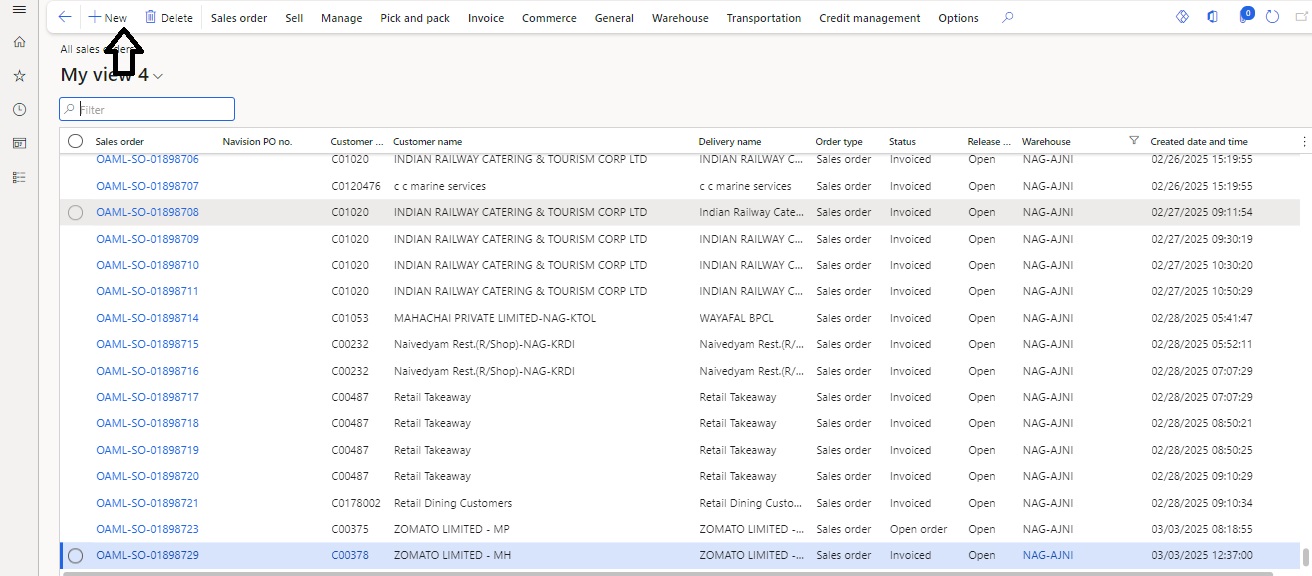 New Delete Sales order Sell Manage Pick and pack Invoice Commerce General Warehouse Transportation Credit management Options 0
All sales orders
My view 4
Filter
Sales order Navision PO no. Customer ... Customer name Delivery name Order type Status Release ... Warehouse Created date and time
OAML-SO-01898706 C01020 INDIAN RAILWAY CATERING & TOURISM CORP LTD INDIAN RAILWAY C... Sales order Invoiced Open NAG-AJNI 02/26/2025 15:19:55
OAML-SO-01898707 C0120476 c c marine services c c marine services Sales order Invoiced Open NAG-AJNI 02/26/2025 15:19:55
OAML-SO-01898708 C01020 INDIAN RAILWAY CATERING & TOURISM CORP LTD Indian Railway Cate... Sales order Invoiced Open NAG-AJNI 02/27/2025 09:11:54
OAML-SO-01898709 C01020 INDIAN RAILWAY CATERING & TOURISM CORP LTD INDIAN RAILWAY C... Sales order Invoiced Open NAG-AJNI 02/27/2025 09:30:19
OAML-SO-01898710 C01020 INDIAN RAILWAY CATERING & TOURISM CORP LTD INDIAN RAILWAY C... Sales order Invoiced Open NAG-AJNI 02/27/2025 10:30:20
OAML-SO-01898711 C01020 INDIAN RAILWAY CATERING & TOURISM CORP LTD INDIAN RAILWAY C... Sales order Invoiced Open NAG-AJNI 02/27/2025 10:50:29
OAML-SO-01898714 C01053 MAHACHAI PRIVATE LIMITED-NAG-KTOL WAYAFAL BPCL Sales order Invoiced Open NAG-AJNI 02/28/2025 05:41:47
OAML-SO-01898715 C00232 Naivedyam Rest.(R/Shop)-NAG-KRDI Naivedyam Rest.(R/... Sales order Invoiced Open NAG-AJNI 02/28/2025 05:52:11
OAML-SO-01898716 C00232 Naivedyam Rest.(R/Shop)-NAG-KRDI Naivedyam Rest.(R/... Sales order Invoiced Open NAG-AJNI 02/28/2025 07:07:29
OAML-SO-01898717 C00487 Retail Takeaway Retail Takeaway Sales order Invoiced Open NAG-AJNI 02/28/2025 07:07:29
OAML-SO-01898718 C00487 Retail Takeaway Retail Takeaway Sales order Invoiced Open NAG-AJNI 02/28/2025 08:50:21
OAML-SO-01898719 C00487 Retail Takeaway Retail Takeaway Sales order Invoiced Open NAG-AJNI 02/28/2025 08:50:25
OAML-SO-01898720 C00487 Retail Takeaway Retail Takeaway Sales order Invoiced Open NAG-AJNI 02/28/2025 09:10:29
OAML-SO-01898721 C0178002 Retail Dining Customers Retail Dining Custo... Sales order Invoiced Open NAG-AJNI 02/28/2025 09:10:34
OAML-SO-01898723 C00375 ZOMATO LIMITED - MP ZOMATO LIMITED -... Sales order Open order Open NAG-AJNI 03/03/2025 08:18:55
OAML-SO-01898729 C00378 ZOMATO LIMITED - MH ZOMATO LIMITED -... Sales order Invoiced Open NAG-AJNI 03/03/2025 12:37:00